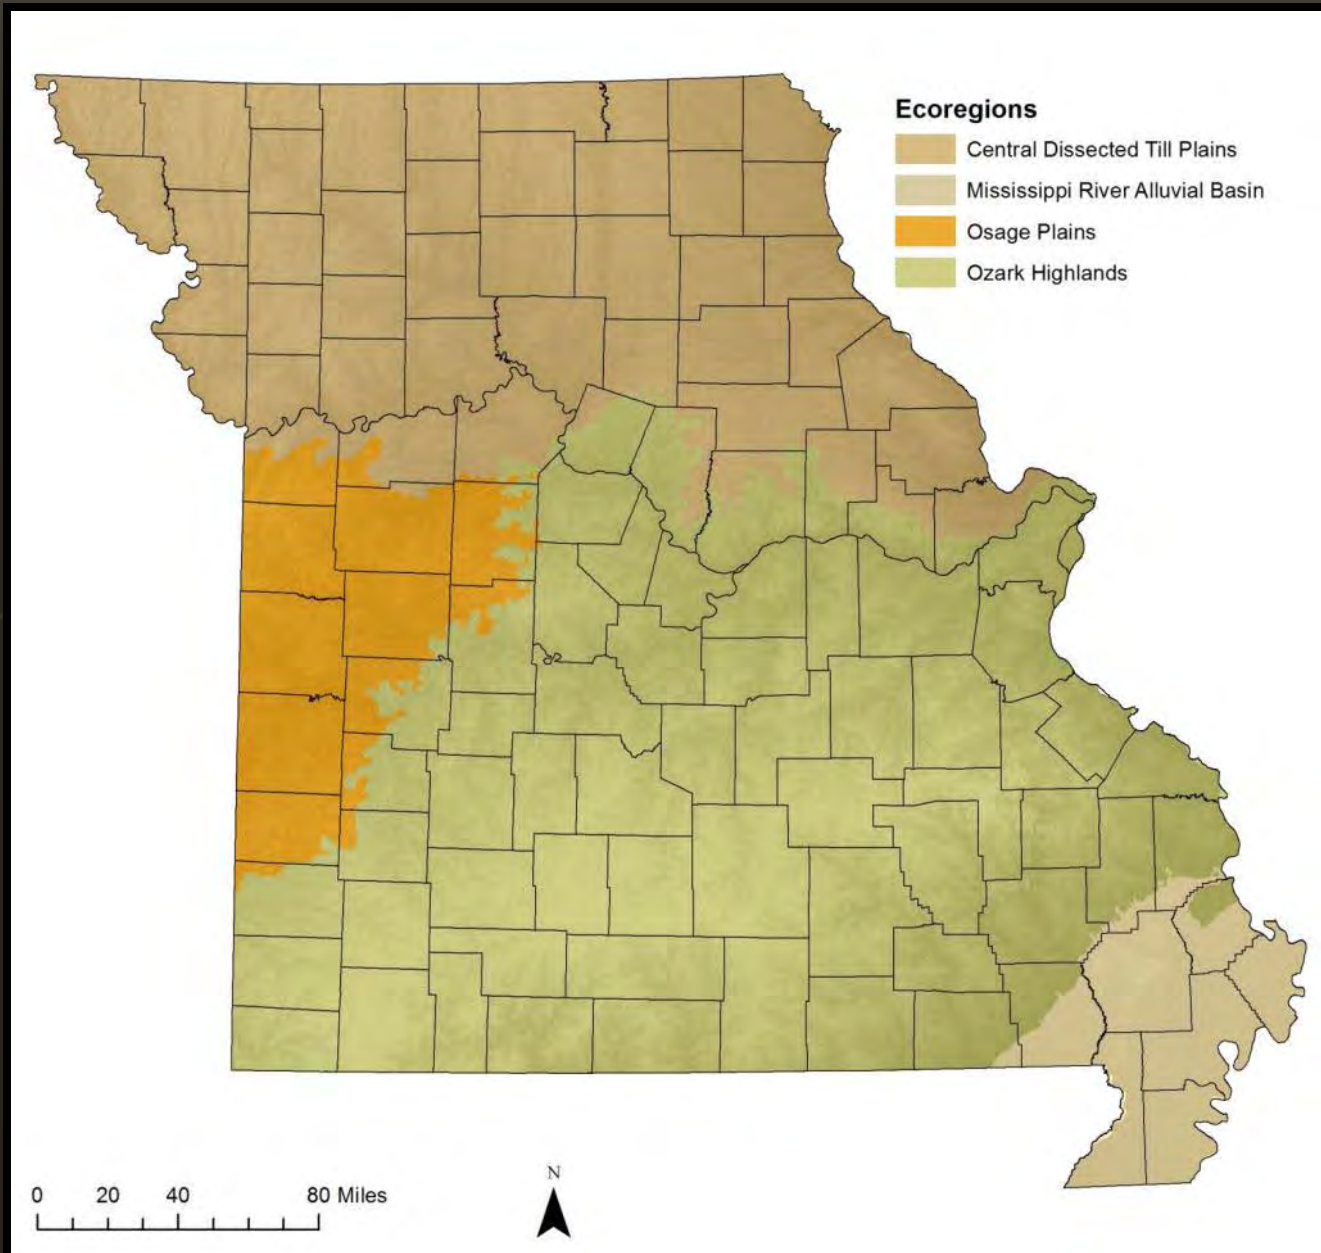 Ecoregions
Central Dissected Till Plains
Mississippi River Alluvial Basin
Osage Plains
Ozark Highlands
N
0 20 40 80 Miles